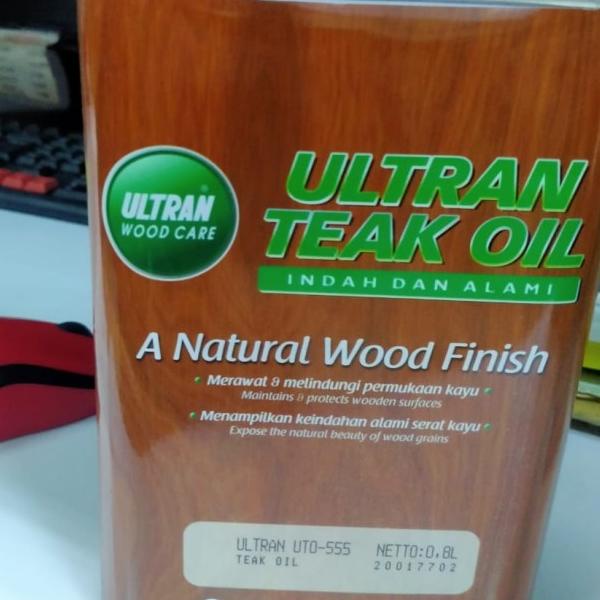 ULTRAN
WOOD CARE
ULTRAN
TEAK OIL
INDAH DAN ALAMI
A Natural Wood Finish
• Merawat & melindungi permukaan kayu •
Maintains & protects wooden surfaces
• Menampilkan keindahan alami serat kayu •
Expose the natural beauty of wood grains
ULTRAN UTO-555 NETTO:0,8L
TEAK OIL 20017702